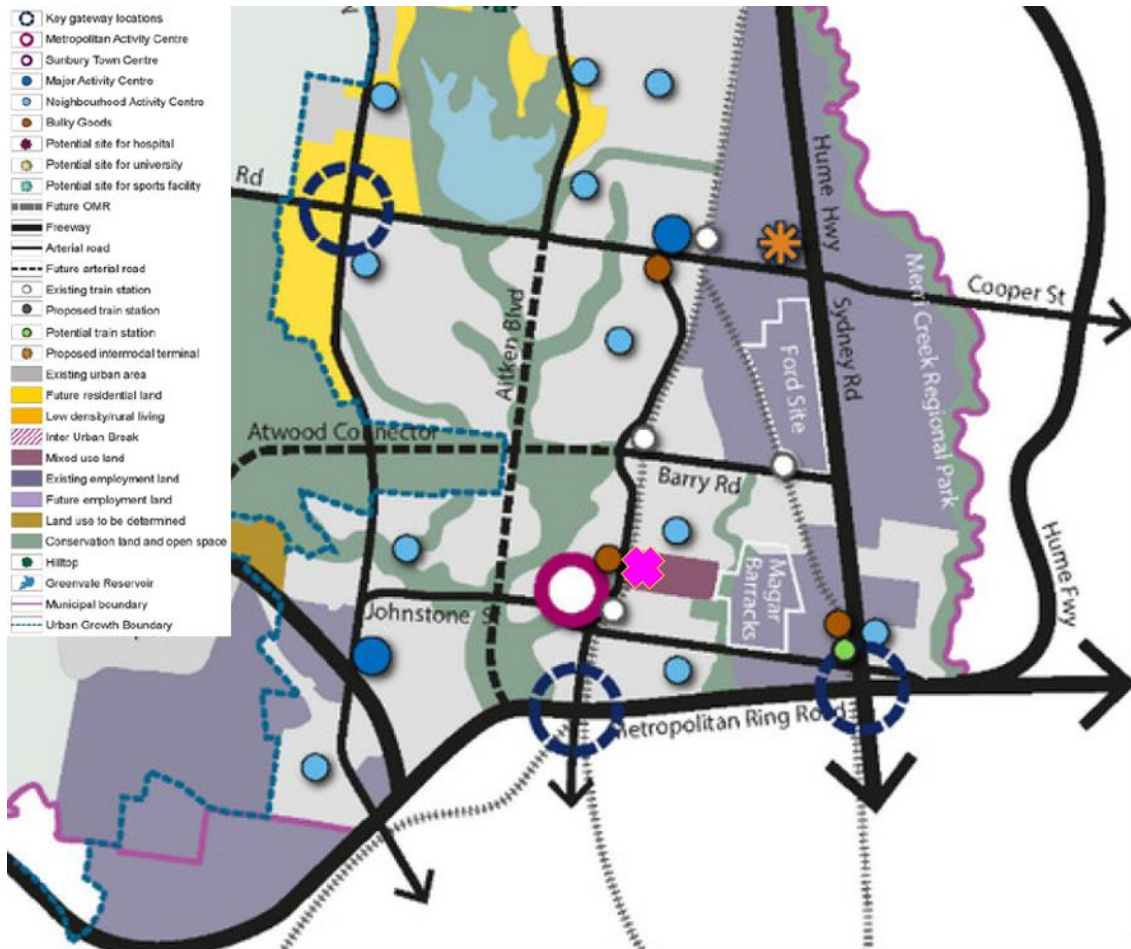 Key gateway locations
Metropolitan Activity Centre
Sunbury Town Centre
Major Activity Centre
Neighbourhood Activity Centre
Bulky Goods
Potential site for hospital
Potential site for university
Potential site for sports facility
Future OMR
Freeway
Arterial road
Future arterial road
Existing train station
Proposed train station
Potential train station
Proposed intermodal terminal
Existing urban area
Future residential land
Low density/rural living
Inter Urban Break
Mixed use land
Existing employment land
Future employment land
Land use to be determined
Conservation land and open space
Hilltop
Greenvale Reservoir
Municipal boundary
Urban Growth Boundary
Rd
Hume Hwy
Cooper St
Merri Creek Regional Park
Sydney Rd
Aitken Blvd
Ford Site
Atwood Connector
Barry Rd
Hume Fwy
Magar
Barracks
Johnstone S
Metropolitan Ring Road